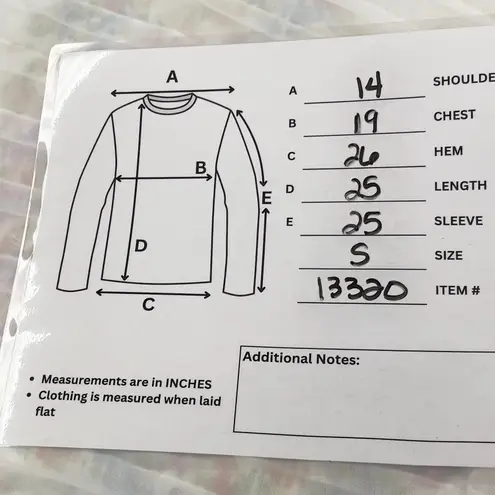 A
B
E
D
C
A 14 SHOULDE
B 19 CHEST
C 26 HEM
D 25 LENGTH
E 25 SLEEVE
S SIZE
13320 ITEM #
Additional Notes:
• Measurements are in INCHES
• Clothing is measured when laid
flat